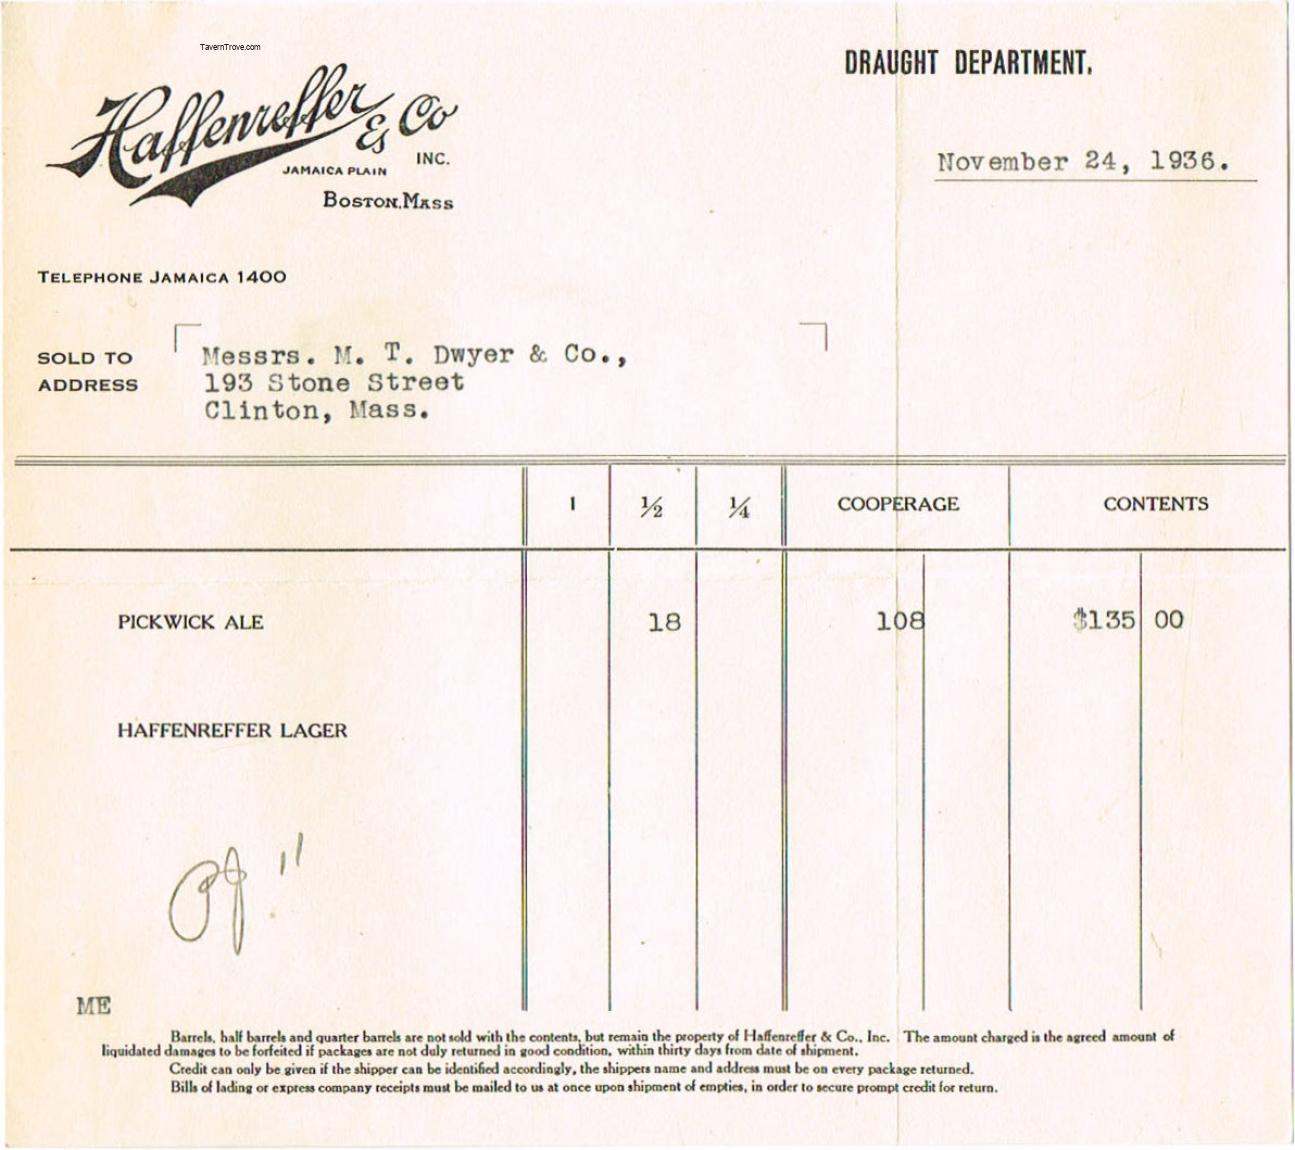 TavernTrove.com
DRAUGHT DEPARTMENT.
Haffenreffer & Co
INC.
JAMAICA PLAIN
BOSTON, MASS
November 24, 1936.
TELEPHONE JAMAICA 1400
SOLD TO Messrs. M. T. Dwyer & Co.,
ADDRESS 193 Stone Street
Clinton, Mass.
1 ½ ¼ COOPERAGE CONTENTS
PICKWICK ALE 18 108 $135 00
HAFFENREFFER LAGER
ME
Barrels, half barrels and quarter barrels are not sold with the contents, but remain the property of Haffenreffer & Co., Inc. The amount charged is the agreed amount of
liquidated damages to be forfeited if packages are not duly returned in good condition, within thirty days from date of shipment.
Credit can only be given if the shipper can be identified accordingly, the shippers name and address must be on every package returned.
Bills of lading or express company receipts must be mailed to us at once upon shipment of empties, in order to secure prompt credit for return.